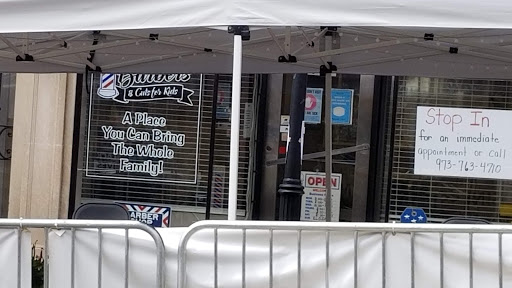 Barbers
& Cuts for Kids
A Place
You Can Bring
The Whole
Family!
Stop In
for an immediate
appointment or call
973-763-4710
OPEN
BARBER